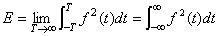 E = lim_{T→∞} ∫_{-T}^{T} f²(t)dt = ∫_{-∞}^{∞} f²(t)dt